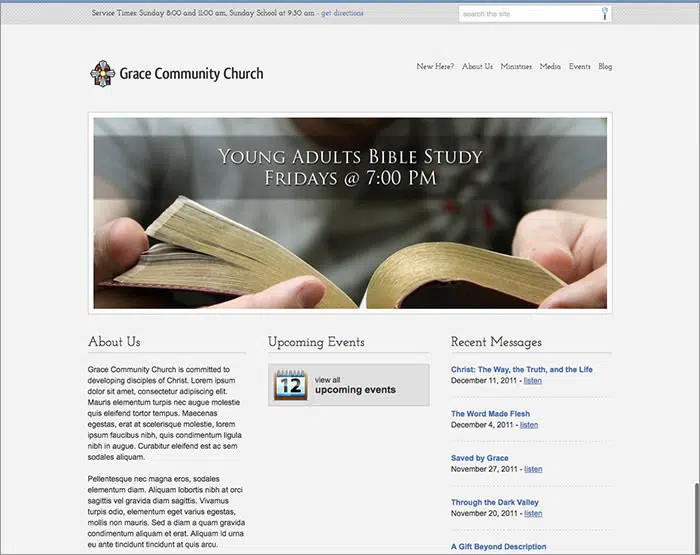 Service Times: Sunday 8:00 and 11:00 am, Sunday School at 9:30 am - get directions
search the site
Grace Community Church
New Here? About Us Ministries Media Events Blog
Young Adults Bible Study
Fridays @ 7:00 PM
About Us
Grace Community Church is committed to
developing disciples of Christ. Lorem ipsum
dolor sit amet, consectetur adipiscing elit.
Mauris elementum turpis nec augue molestie
quis eleifend tortor tempus. Maecenas
egestas, erat at scelerisque molestie, lorem
ipsum faucibus nibh, quis condimentum ligula
nibh in augue. Curabitur eleifend est ac sem
sodales aliquam.
Pellentesque nec magna eros, sodales
elementum diam. Aliquam lobortis nibh at orci
sagittis vel gravida diam sagittis. Vivamus
turpis odio, elementum eget varius egestas,
mollis non mauris. Sed a diam a quam gravida
condimentum aliquam et erat. Aliquam id urna
eu ante tincidunt tincidunt at quis arcu.
Upcoming Events
12
view all
upcoming events
Recent Messages
Christ: The Way, the Truth, and the Life
December 11, 2011 - listen
The Word Made Flesh
December 4, 2011 - listen
Saved by Grace
November 27, 2011 - listen
Through the Dark Valley
November 20, 2011 - listen
A Gift Beyond Description